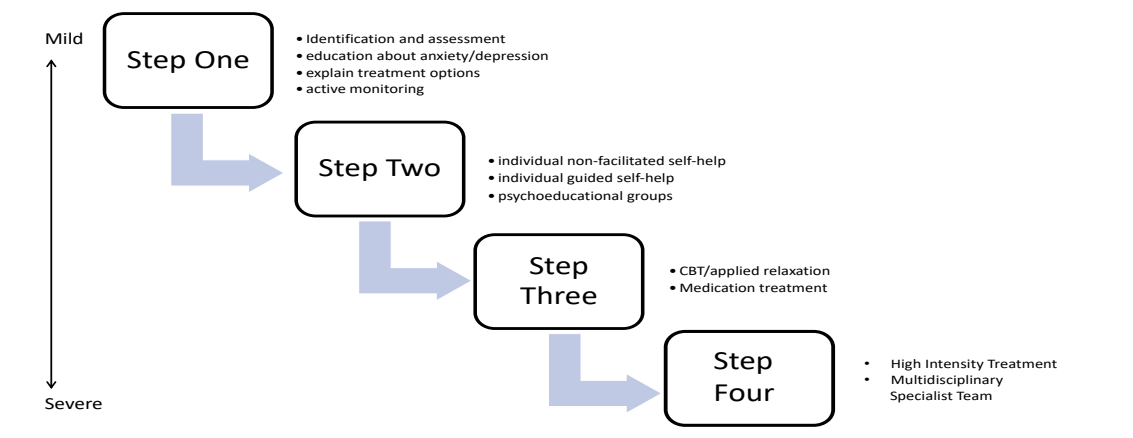 Mild
Step One
• Identification and assessment
• education about anxiety/depression
• explain treatment options
• active monitoring
Step Two
• individual non-facilitated self-help
• individual guided self-help
• psychoeducational groups
Step
Three
• CBT/applied relaxation
• Medication treatment
Step
Four
• High Intensity Treatment
• Multidisciplinary
Specialist Team
Severe